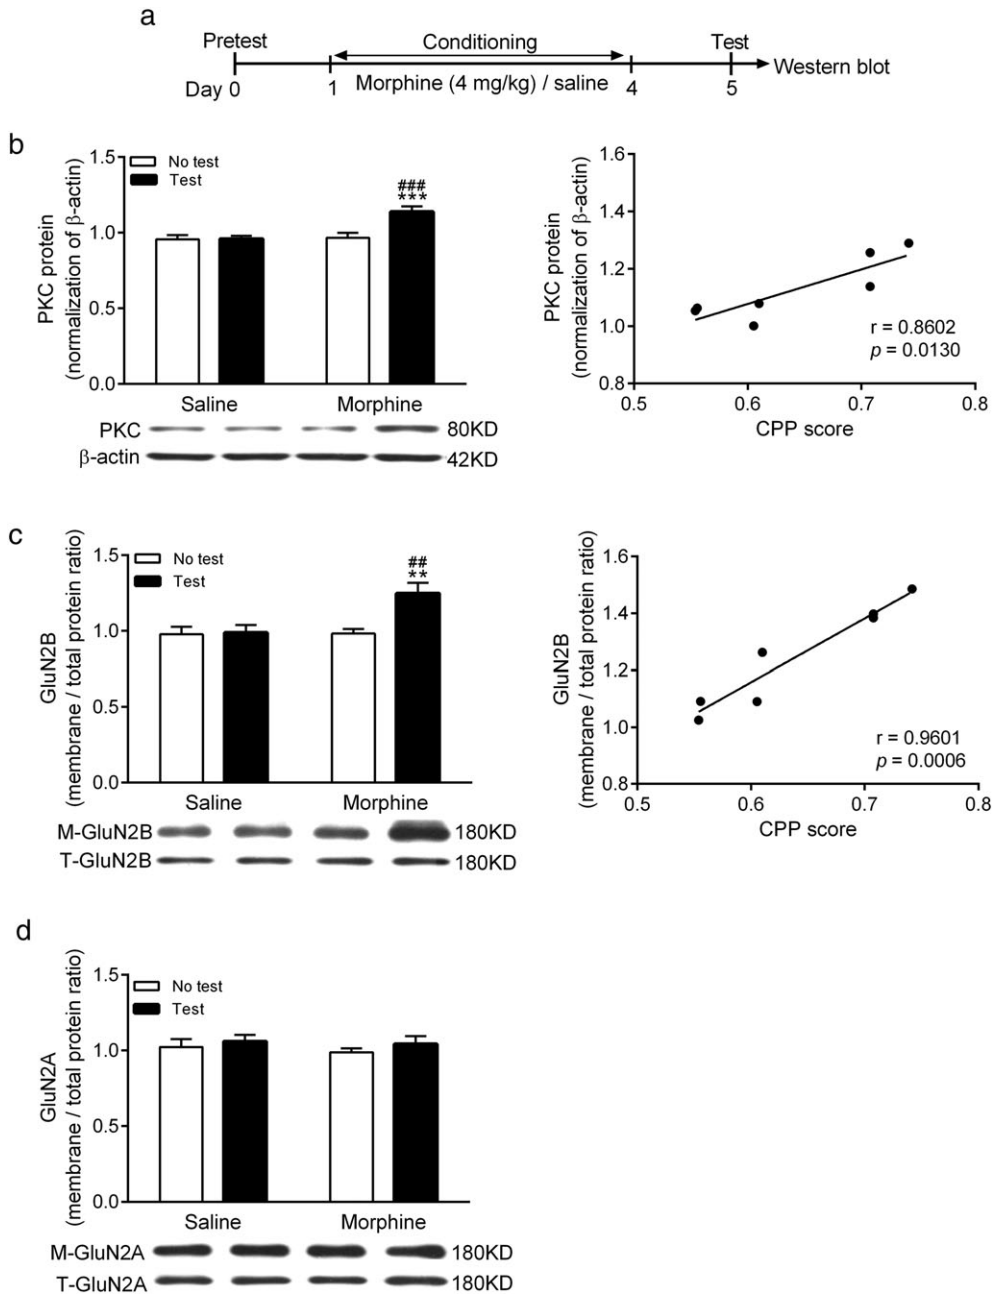 a
Pretest Conditioning Test
Day 0 1 Morphine (4 mg/kg) / saline 4 5 Western blot
b
PKC protein
(normalization of β-actin)
1.5
1.0
0.5
0.0
No test
Test
###
***
Saline Morphine
PKC 80KD
β-actin 42KD
PKC protein
(normalization of β-actin)
1.6
1.4
1.2
1.0
0.8
r = 0.8602
p = 0.0130
0.5 0.6 0.7 0.8
CPP score
c
GluN2B
(membrane / total protein ratio)
1.5
1.0
0.5
0.0
No test
Test
##
**
Saline Morphine
M-GluN2B 180KD
T-GluN2B 180KD
GluN2B
(membrane / total protein ratio)
1.6
1.4
1.2
1.0
0.8
r = 0.9601
p = 0.0006
0.5 0.6 0.7 0.8
CPP score
d
GluN2A
(membrane / total protein ratio)
1.5
1.0
0.5
0.0
No test
Test
Saline Morphine
M-GluN2A 180KD
T-GluN2A 180KD